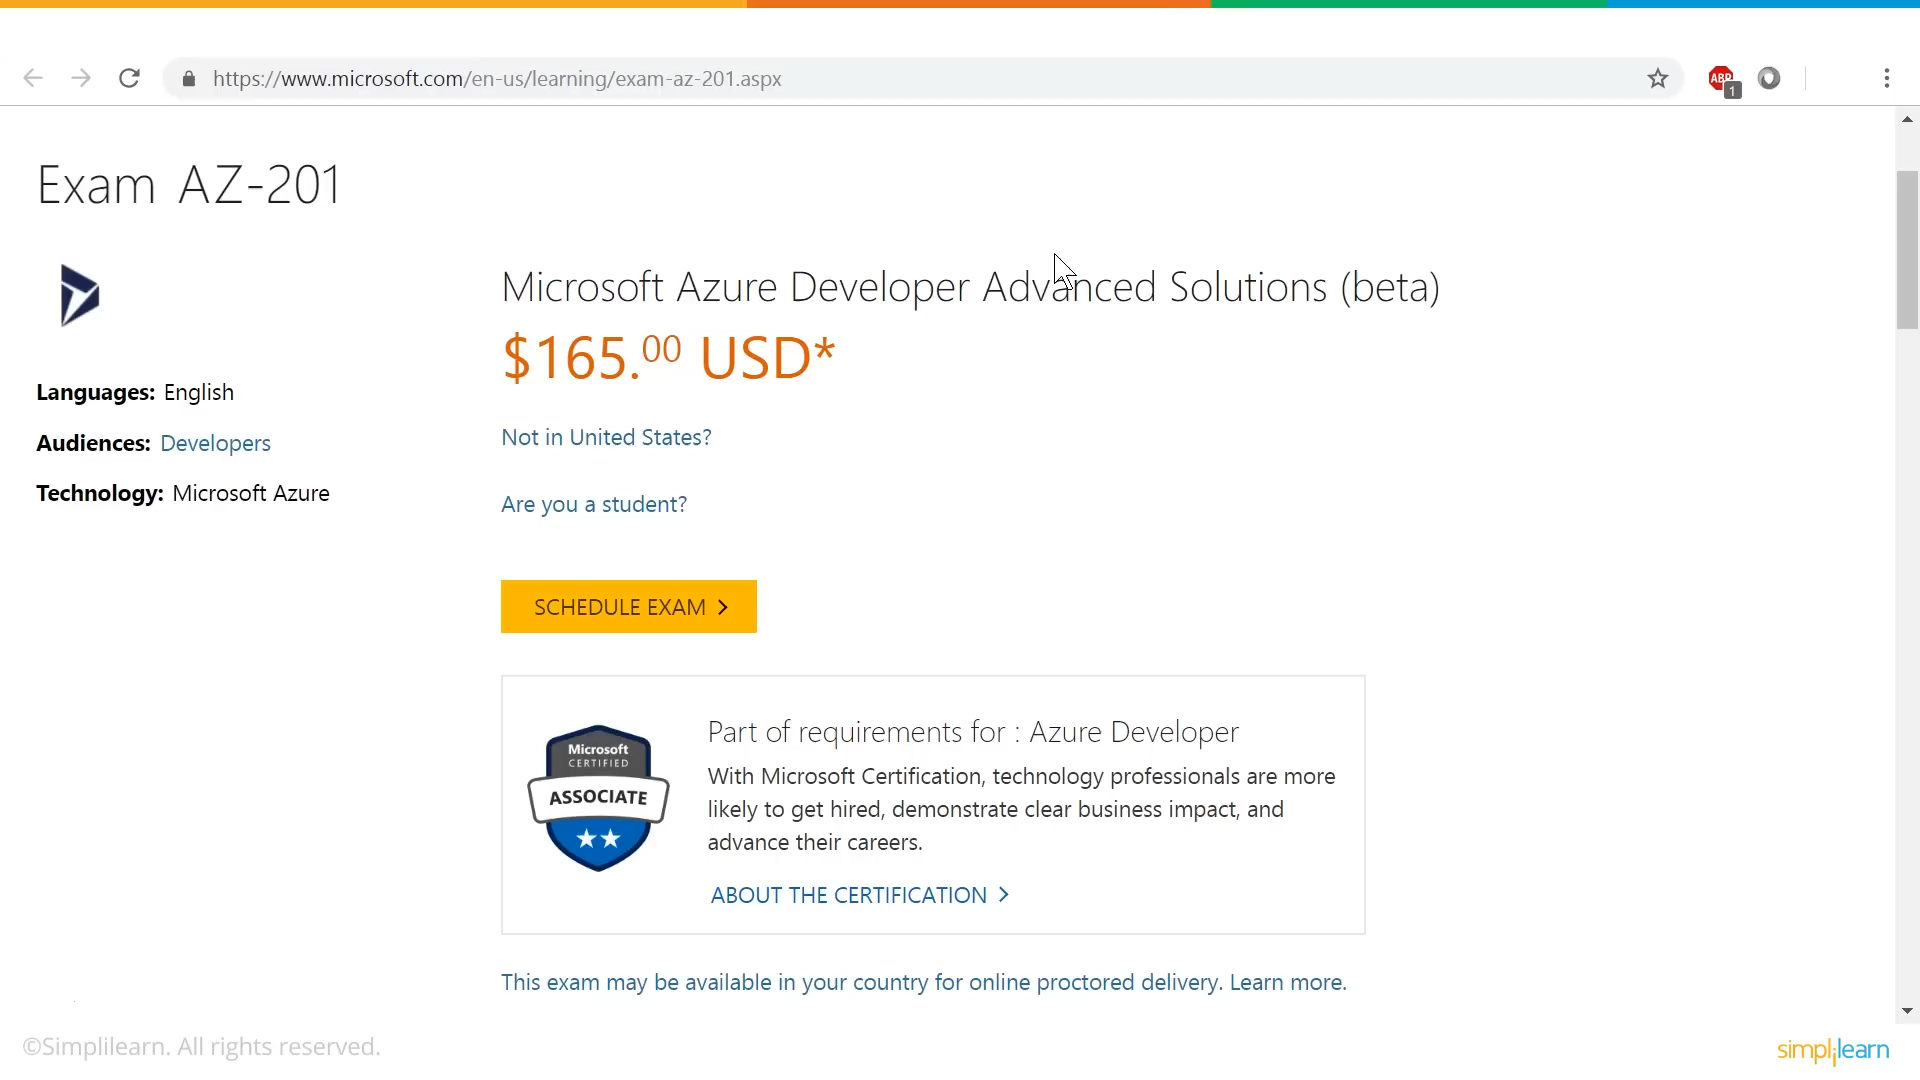 https://www.microsoft.com/en-us/learning/exam-az-201.aspx
ABP
1
Exam AZ-201
Microsoft Azure Developer Advanced Solutions (beta)
$165.00 USD*
Languages: English
Audiences: Developers
Technology: Microsoft Azure
Not in United States?
Are you a student?
SCHEDULE EXAM
Microsoft
CERTIFIED
ASSOCIATE
Part of requirements for : Azure Developer
With Microsoft Certification, technology professionals are more
likely to get hired, demonstrate clear business impact, and
advance their careers.
ABOUT THE CERTIFICATION
This exam may be available in your country for online proctored delivery. Learn more.
©Simplilearn. All rights reserved.
simplilearn